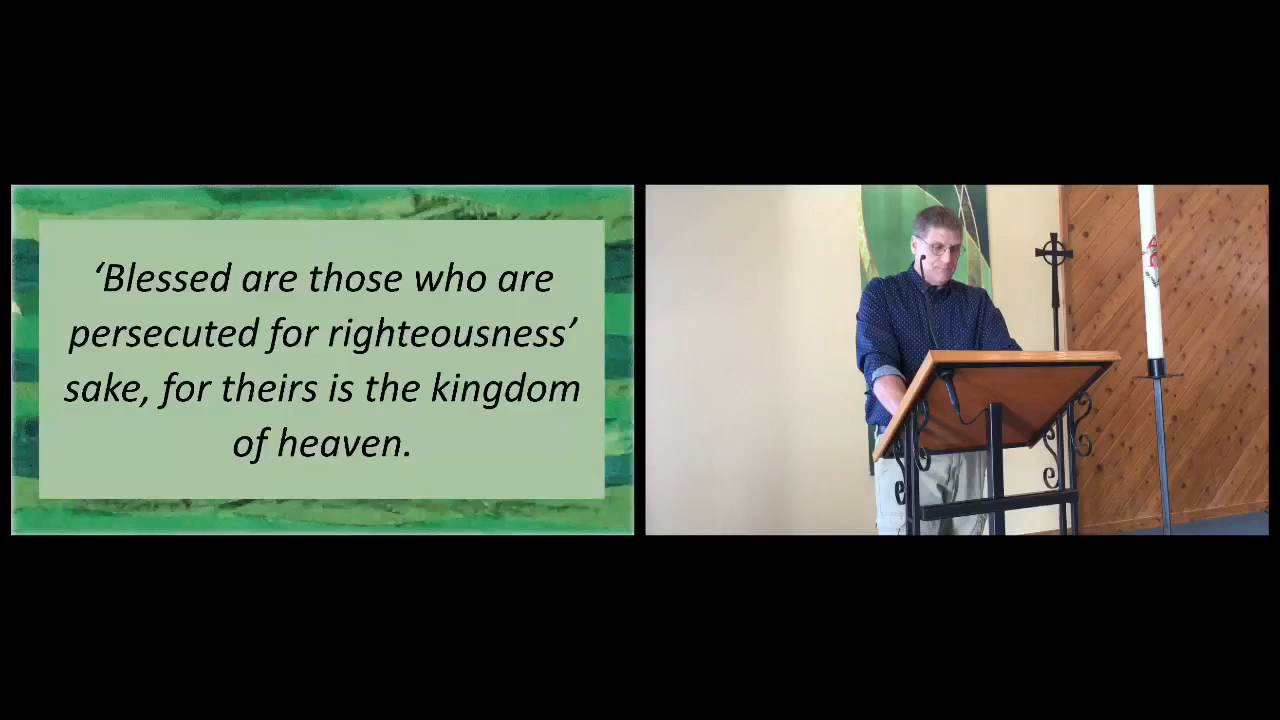 ‘Blessed are those who are
persecuted for righteousness’
sake, for theirs is the kingdom
of heaven.